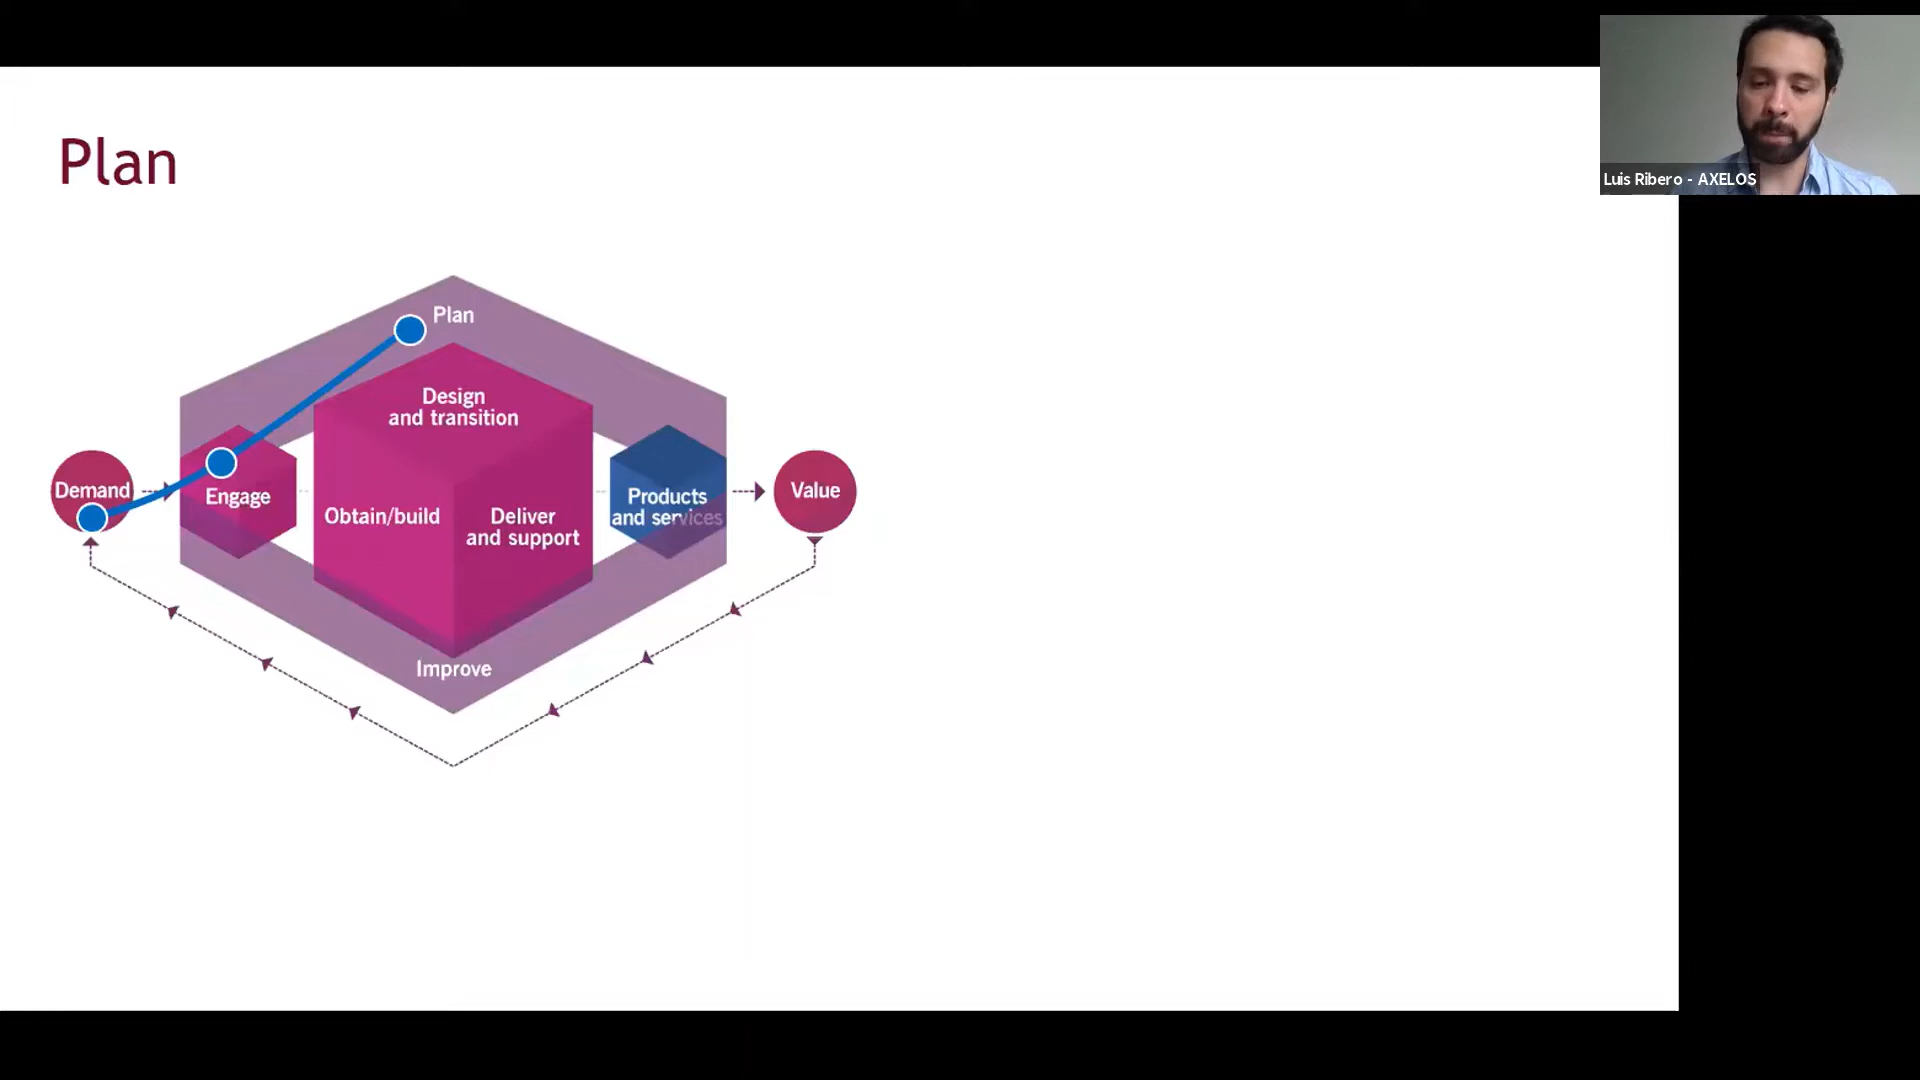 Luis Ribero - AXELOS
Plan
Plan
Design
and transition
Demand
Engage
Obtain/build
Deliver
and support
Products
and services
Value
Improve